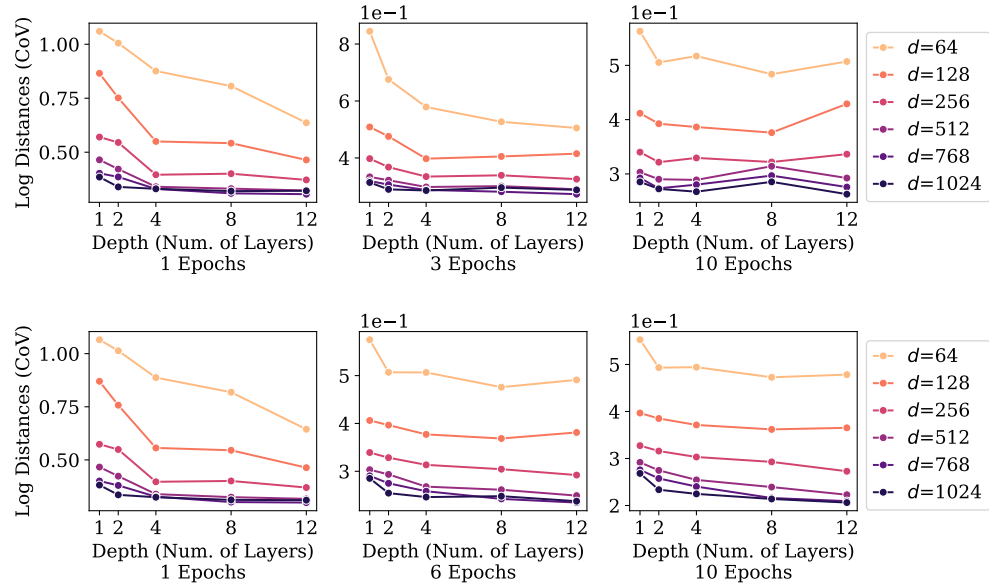 1e−1
1e−1
Log Distances (CoV)
1.00
0.75
0.50
8
6
4
5
4
3
1 2 4 8 12
1 2 4 8 12
1 2 4 8 12
Depth (Num. of Layers)
Depth (Num. of Layers)
Depth (Num. of Layers)
1 Epochs
3 Epochs
10 Epochs
d=64
d=128
d=256
d=512
d=768
d=1024
1e−1
1e−1
Log Distances (CoV)
1.00
0.75
0.50
5
4
3
5
4
3
2
1 2 4 8 12
1 2 4 8 12
1 2 4 8 12
Depth (Num. of Layers)
Depth (Num. of Layers)
Depth (Num. of Layers)
1 Epochs
6 Epochs
10 Epochs
d=64
d=128
d=256
d=512
d=768
d=1024